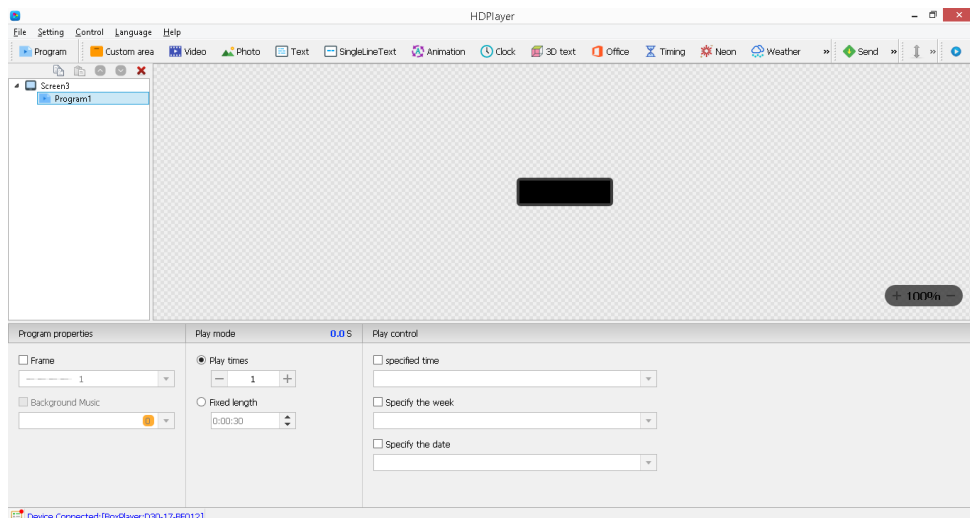 HDPlayer
File Setting Control Language Help
Program Custom area Video Photo Text SingleLineText Animation Clock 3D text Office Timing Neon Weather » Send » »
Screen3
Program1
+ 100% −
Program properties Play mode 0.0 S Play control
Frame Play times specified time
1 − 1 +
Background Music Fixed length Specify the week
0 0:00:30
Specify the date
Device Connected:[BoxPlayer:D30-17-BF012]